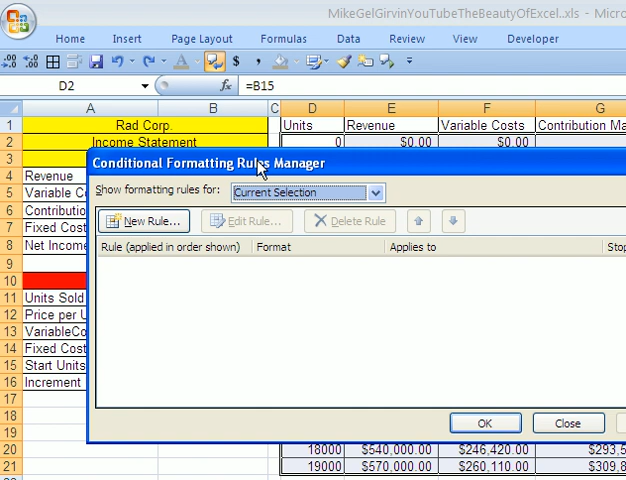 MikeGelGirvinYouTubeTheBeautyOfExcel..xls - Micro
Home Insert Page Layout Formulas Data Review View Developer
D2 fx =B15
A B C D E F G
1 Rad Corp. Units Revenue Variable Costs Contribution Ma
2 Income Statement 0 $0.00 $0.00
3
Conditional Formatting Rules Manager
4 Revenue
Show formatting rules for: Current Selection
5 Variable C
6 Contributio
New Rule... Edit Rule... Delete Rule
7 Fixed Cost
8 Net Income
Rule (applied in order shown) Format Applies to Stop
9
10
11 Units Sold
12 Price per U
13 VariableCo
14 Fixed Cost
15 Start Units
16 Increment
17
18
OK Close
19
20 18000 $540,000.00 $246,420.00 $293,5
21 19000 $570,000.00 $260,110.00 $309,8